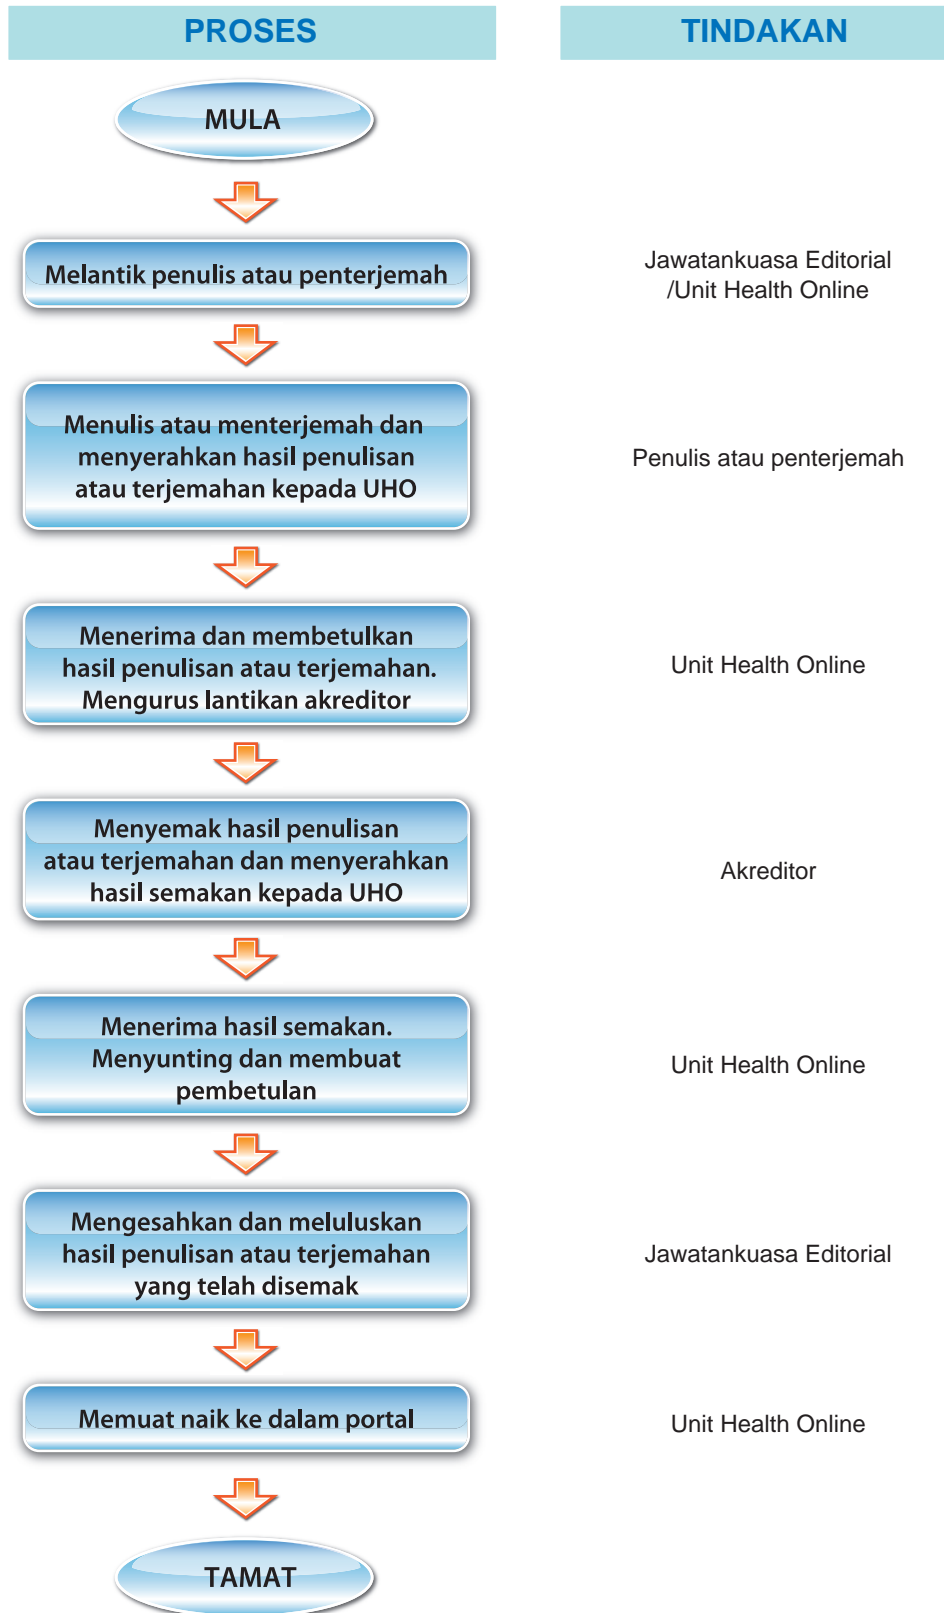 PROSES
TINDAKAN
MULA
Melantik penulis atau penterjemah
Jawatankuasa Editorial
/Unit Health Online
Menulis atau menterjemah dan
menyerahkan hasil penulisan
atau terjemahan kepada UHO
Penulis atau penterjemah
Menerima dan membetulkan
hasil penulisan atau terjemahan.
Mengurus lantikan akreditor
Unit Health Online
Menyemak hasil penulisan
atau terjemahan dan menyerahkan
hasil semakan kepada UHO
Akreditor
Menerima hasil semakan.
Menyunting dan membuat
pembetulan
Unit Health Online
Mengesahkan dan meluluskan
hasil penulisan atau terjemahan
yang telah disemak
Jawatankuasa Editorial
Memuat naik ke dalam portal
Unit Health Online
TAMAT